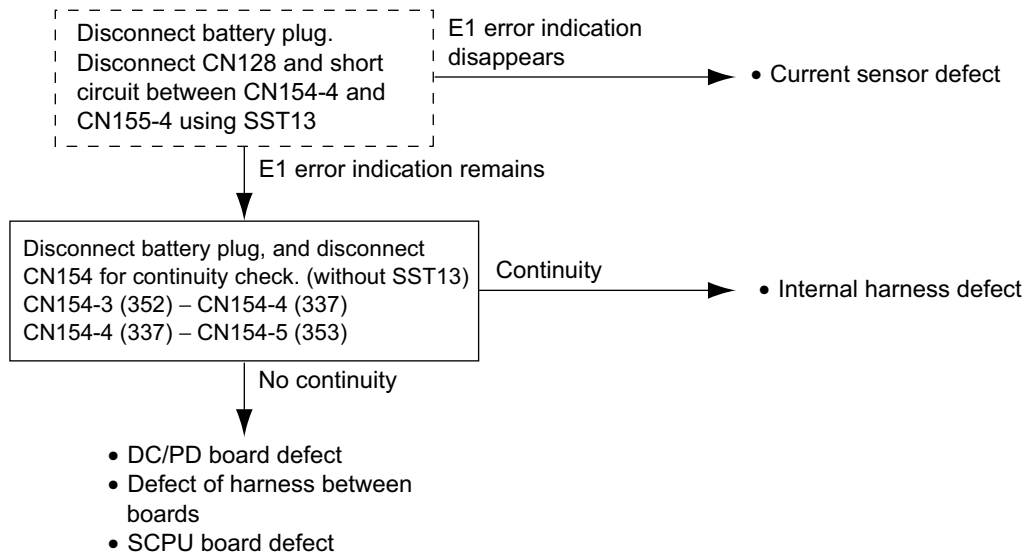 Disconnect battery plug.
Disconnect CN128 and short
circuit between CN154-4 and
CN155-4 using SST13
E1 error indication
disappears
• Current sensor defect
E1 error indication remains
Disconnect battery plug, and disconnect
CN154 for continuity check. (without SST13)
CN154-3 (352) – CN154-4 (337)
CN154-4 (337) – CN154-5 (353)
Continuity
• Internal harness defect
No continuity
• DC/PD board defect
• Defect of harness between
boards
• SCPU board defect